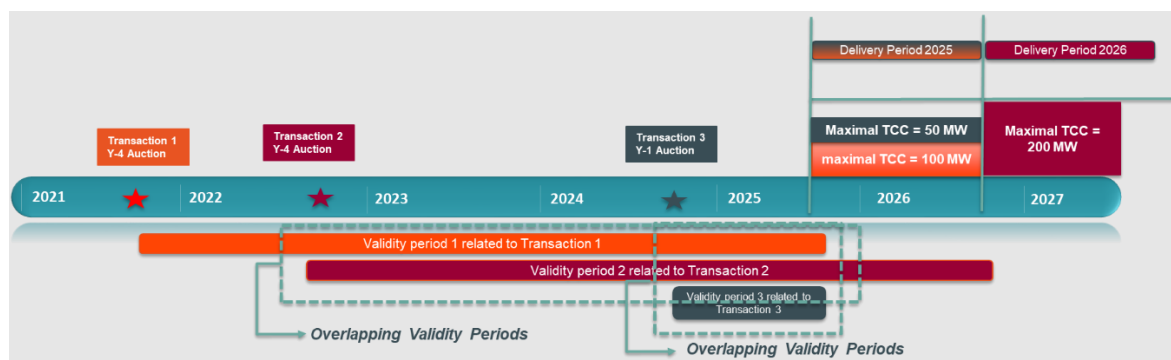 Delivery Period 2025
Delivery Period 2026
Transaction 1
Y-4 Auction
Transaction 2
Y-4 Auction
Transaction 3
Y-1 Auction
Maximal TCC = 50 MW
maximal TCC = 100 MW
Maximal TCC =
200 MW
2021
2022
2023
2024
2025
2026
2027
Validity period 1 related to Transaction 1
Validity period 2 related to Transaction 2
Validity period 3 related to
Transaction 3
Overlapping Validity Periods
Overlapping Validity Periods